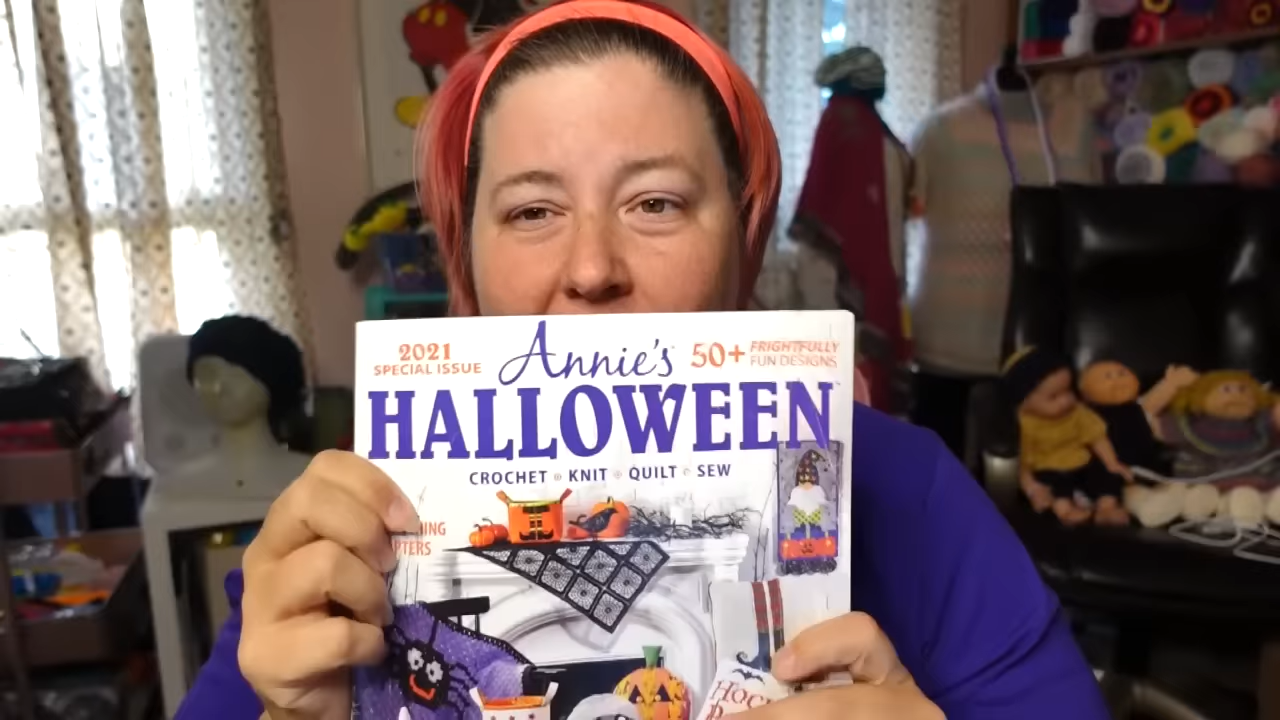 2021
SPECIAL ISSUE
Annie's
50+ FRIGHTFULLY
FUN DESIGNS
HALLOWEEN
CROCHET • KNIT • QUILT • SEW